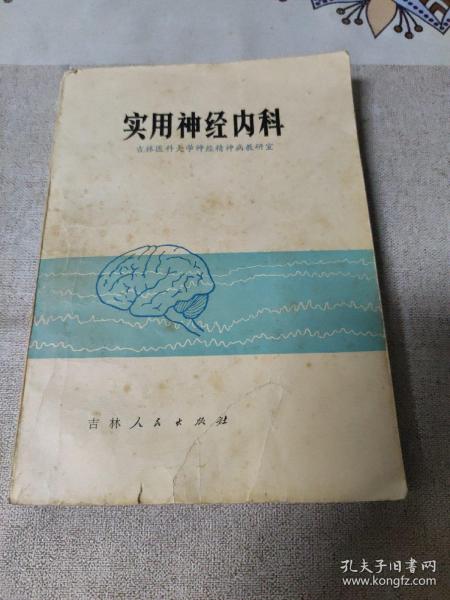 实用神经内科
吉林医科大学神经精神病教研室
吉林人民出版社
孔夫子旧书网
www.kongfz.com